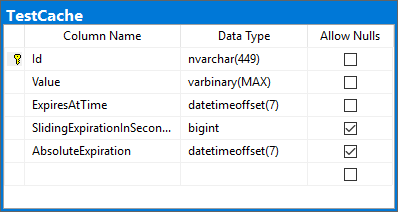 TestCache
Column Name Data Type Allow Nulls
Id nvarchar(449)
Value varbinary(MAX)
ExpiresAtTime datetimeoffset(7)
SlidingExpirationInSecon... bigint
AbsoluteExpiration datetimeoffset(7)